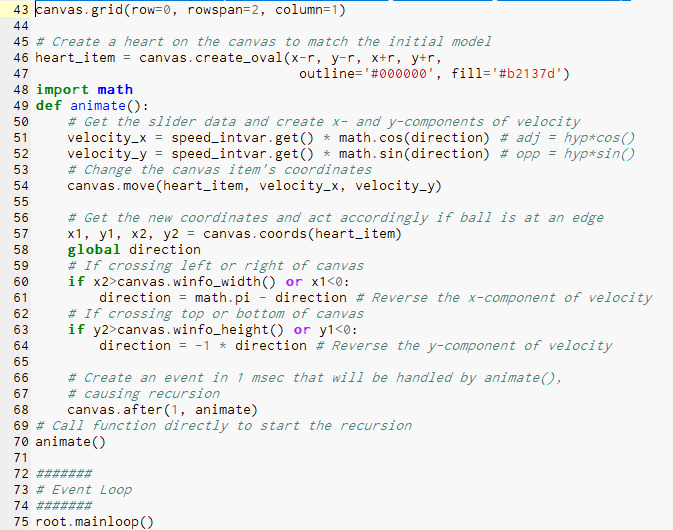 43 canvas.grid(row=0, rowspan=2, column=1)
44
45 # Create a heart on the canvas to match the initial model
46 heart_item = canvas.create_oval(x-r, y-r, x+r, y+r,
47                                 outline='#000000', fill='#b2137d')
48 import math
49 def animate():
50     # Get the slider data and create x- and y-components of velocity
51     velocity_x = speed_intvar.get() * math.cos(direction) # adj = hyp*cos()
52     velocity_y = speed_intvar.get() * math.sin(direction) # opp = hyp*sin()
53     # Change the canvas item's coordinates
54     canvas.move(heart_item, velocity_x, velocity_y)
55
56     # Get the new coordinates and act accordingly if ball is at an edge
57     x1, y1, x2, y2 = canvas.coords(heart_item)
58     global direction
59     # If crossing left or right of canvas
60     if x2>canvas.winfo_width() or x1<0:
61         direction = math.pi - direction # Reverse the x-component of velocity
62     # If crossing top or bottom of canvas
63     if y2>canvas.winfo_height() or y1<0:
64         direction = -1 * direction # Reverse the y-component of velocity
65
66     # Create an event in 1 msec that will be handled by animate(),
67     # causing recursion
68     canvas.after(1, animate)
69 # Call function directly to start the recursion
70 animate()
71
72 #######
73 # Event Loop
74 #######
75 root.mainloop()